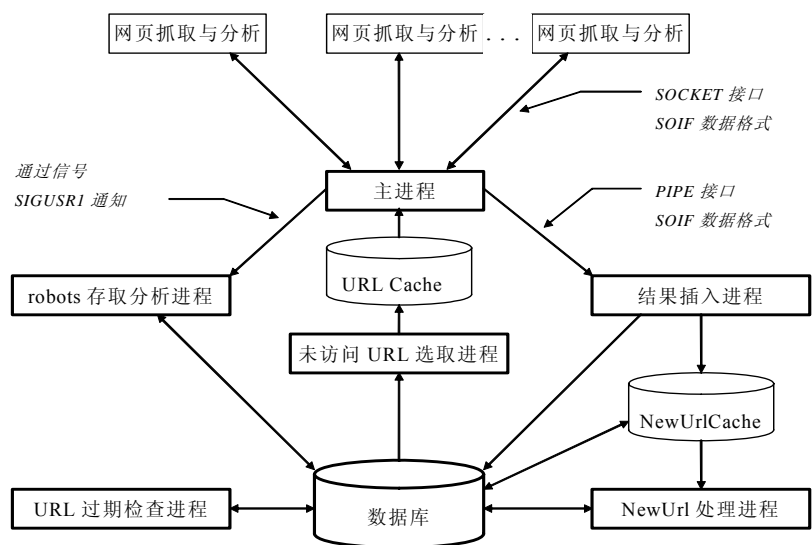 网页抓取与分析
网页抓取与分析
...
网页抓取与分析
SOCKET 接口
SOIF 数据格式
通过信号
SIGUSR1 通知
主进程
PIPE 接口
SOIF 数据格式
URL Cache
robots 存取分析进程
结果插入进程
未访问 URL 选取进程
NewUrlCache
URL 过期检查进程
数据库
NewUrl 处理进程